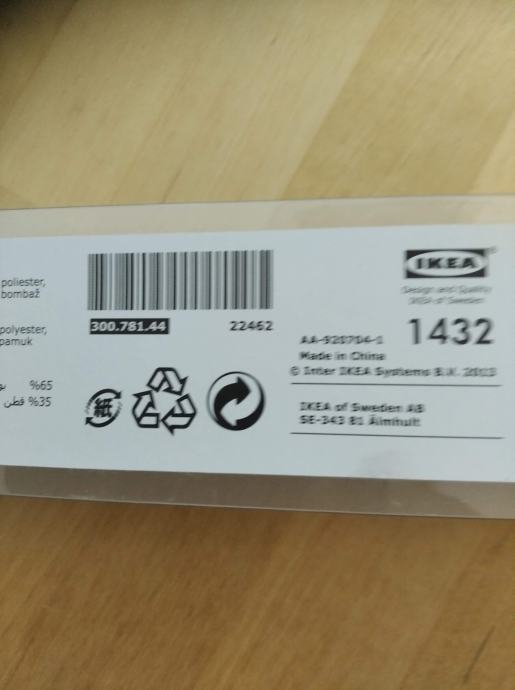 poliester,
bombaž
polyester,
pamuk
%65
%35 قطن
300.781.44
22462
紙
IKEA
®
Design and Quality
IKEA of Sweden
1432
Made in China
© Inter IKEA Systems B.V. 2013
IKEA of Sweden AB
SE-343 81 Älmhult